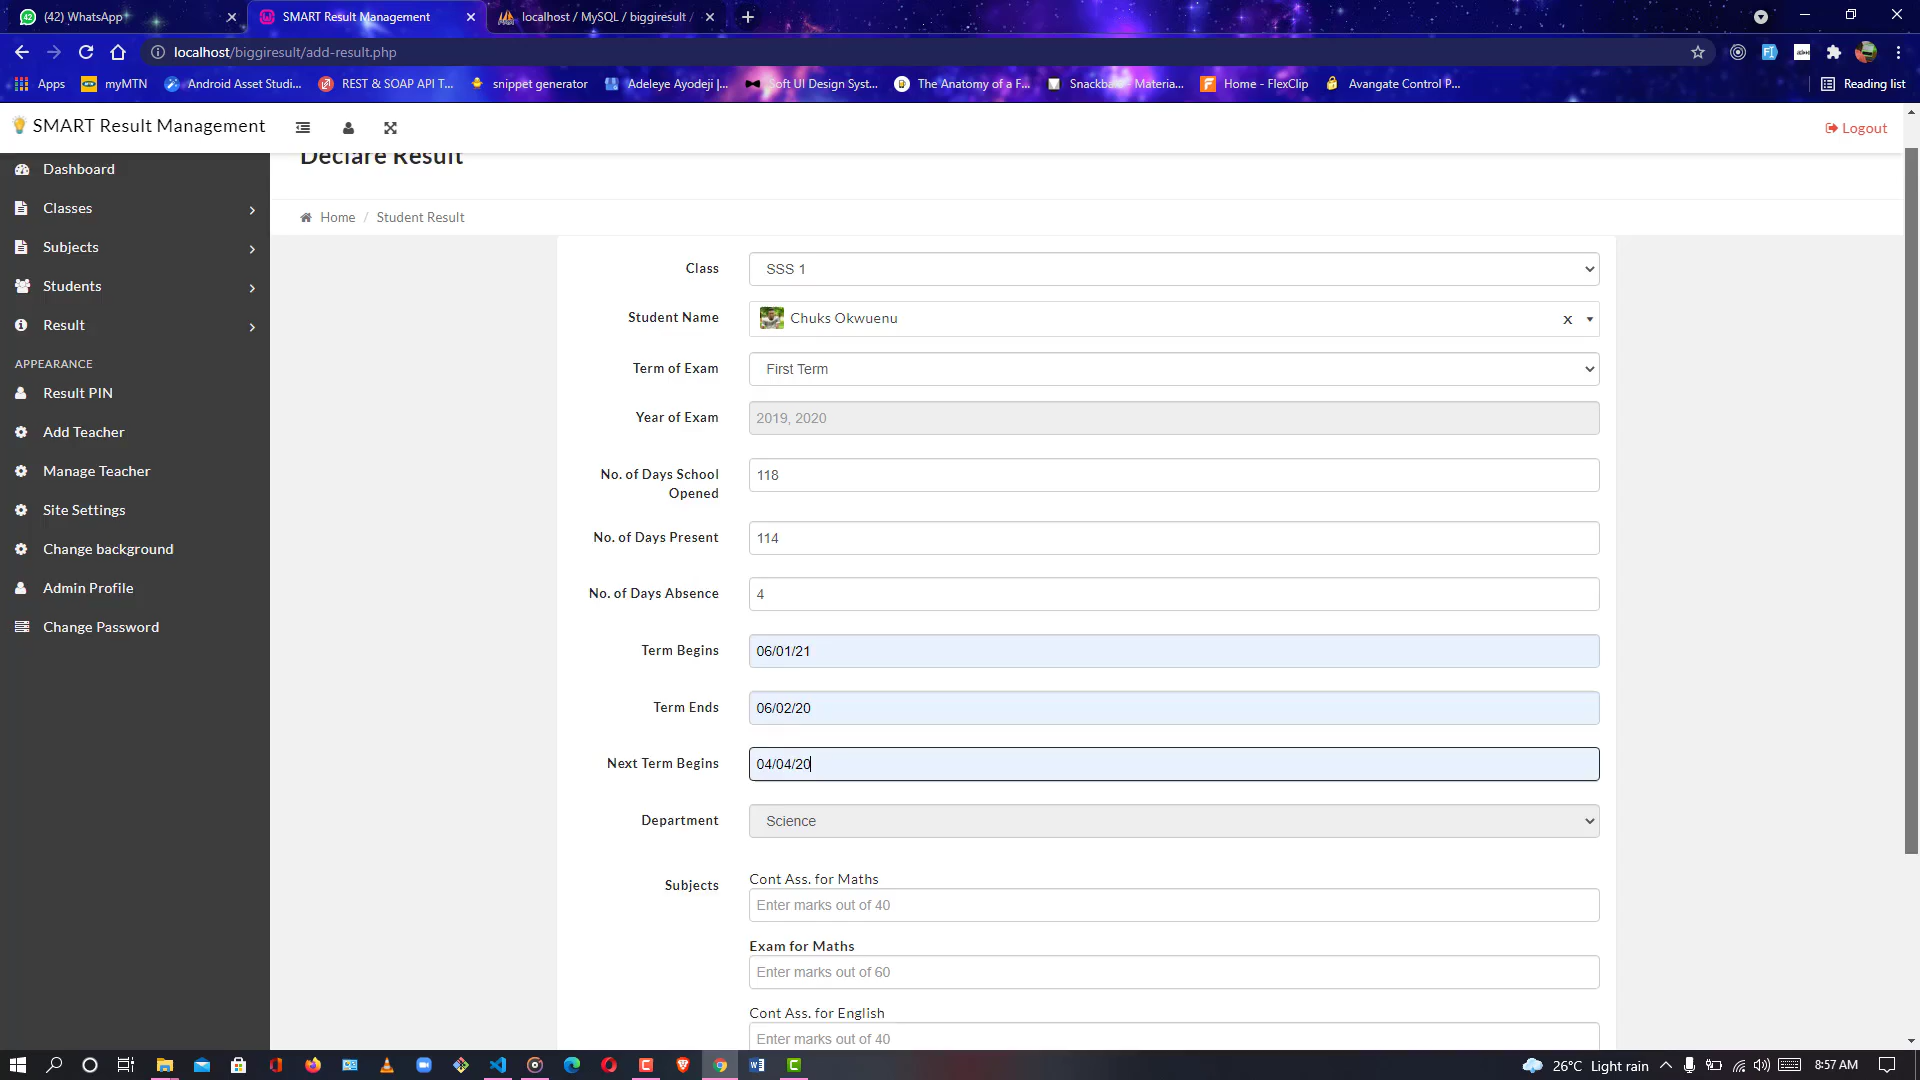 (42) WhatsApp
SMART Result Management
localhost / MySQL / biggiresult /
localhost/biggiresult/add-result.php
Apps
myMTN
Android Asset Studi...
REST & SOAP API T...
snippet generator
Adeleye Ayodeji |...
Soft UI Design Syst...
The Anatomy of a F...
Snackbars - Materia...
Home - FlexClip
Avangate Control P...
Reading list
SMART Result Management
Logout
Declare Result
Dashboard
Classes
Subjects
Students
Result
APPEARANCE
Result PIN
Add Teacher
Manage Teacher
Site Settings
Change background
Admin Profile
Change Password
Home / Student Result
Class
SSS 1
Student Name
Chuks Okwuenu
x
Term of Exam
First Term
Year of Exam
2019, 2020
No. of Days School
Opened
118
No. of Days Present
114
No. of Days Absence
4
Term Begins
06/01/21
Term Ends
06/02/20
Next Term Begins
04/04/20
Department
Science
Subjects
Cont Ass. for Maths
Enter marks out of 40
Exam for Maths
Enter marks out of 60
Cont Ass. for English
Enter marks out of 40
26°C Light rain
8:57 AM